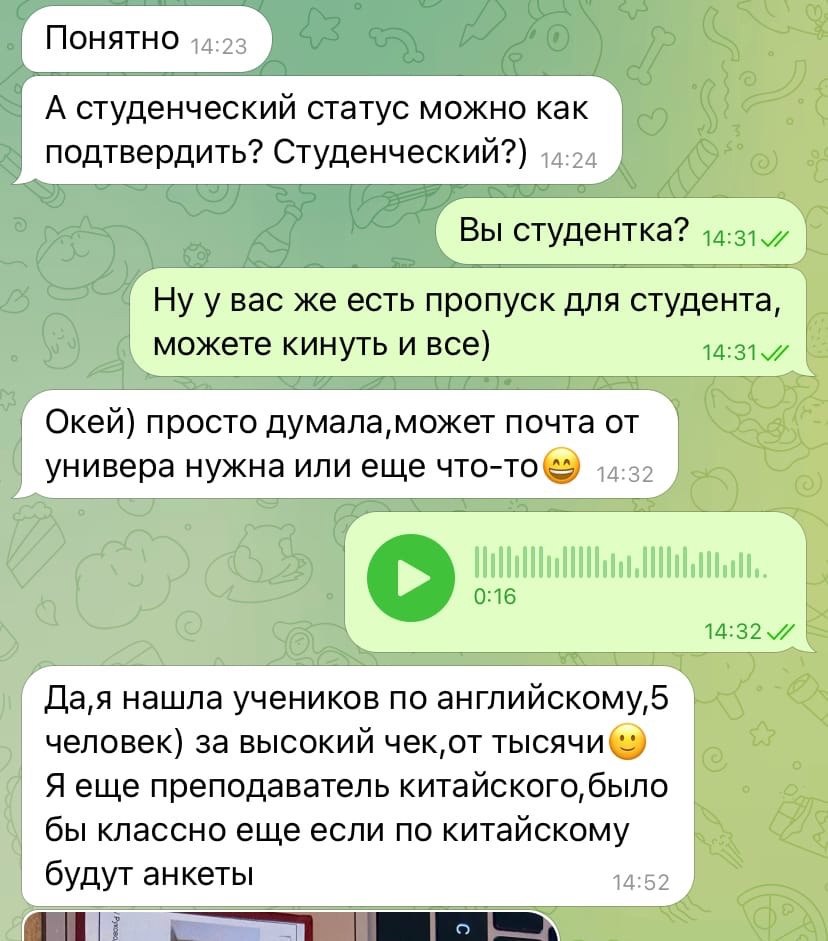 Понятно 14:23
А студенческий статус можно как
подтвердить? Студенческий?) 14:24
Вы студентка? 14:31
Ну у вас же есть пропуск для студента,
можете кинуть и все) 14:31
Окей) просто думала,может почта от
универа нужна или еще что-то😄 14:32
0:16
14:32
Да,я нашла учеников по английскому,5
человек) за высокий чек,от тысячи🙂
Я еще преподаватель китайского,было
бы классно еще если по китайскому
будут анкеты 14:52